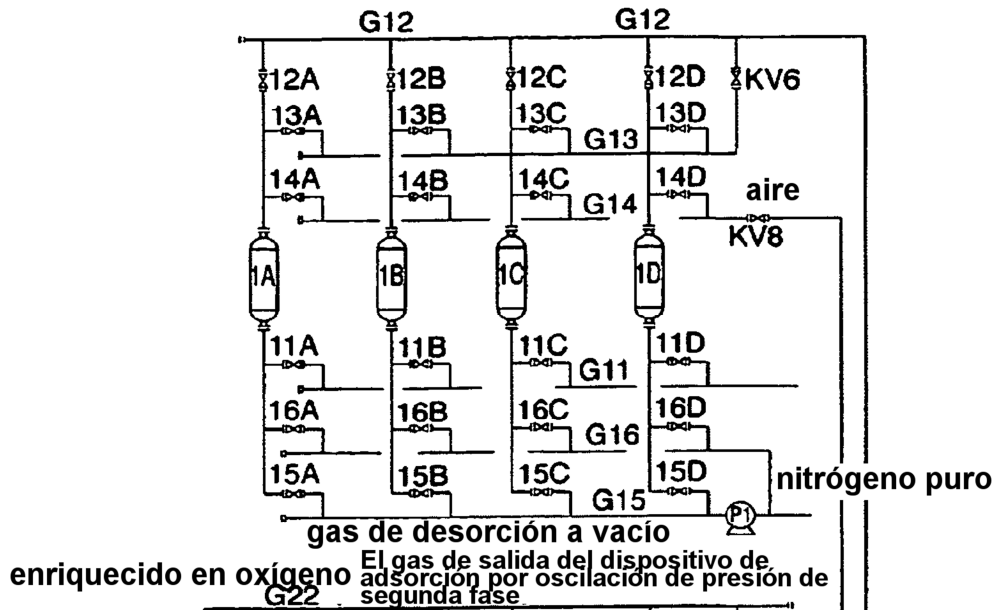 G12 G12
12A 12B 12C 12D KV6
13A 13B 13C 13D
G13
14A 14B 14C 14D aire
G14
KV8
1A 1B 1C 1D
11A 11B 11C 11D
G11
16A 16B 16C 16D
G16
15A 15B 15C 15D nitrógeno puro
G15
P1
gas de desorción a vacío
enriquecido en oxígeno
El gas de salida del dispositivo de
adsorción por oscilación de presión de
segunda fase
G22